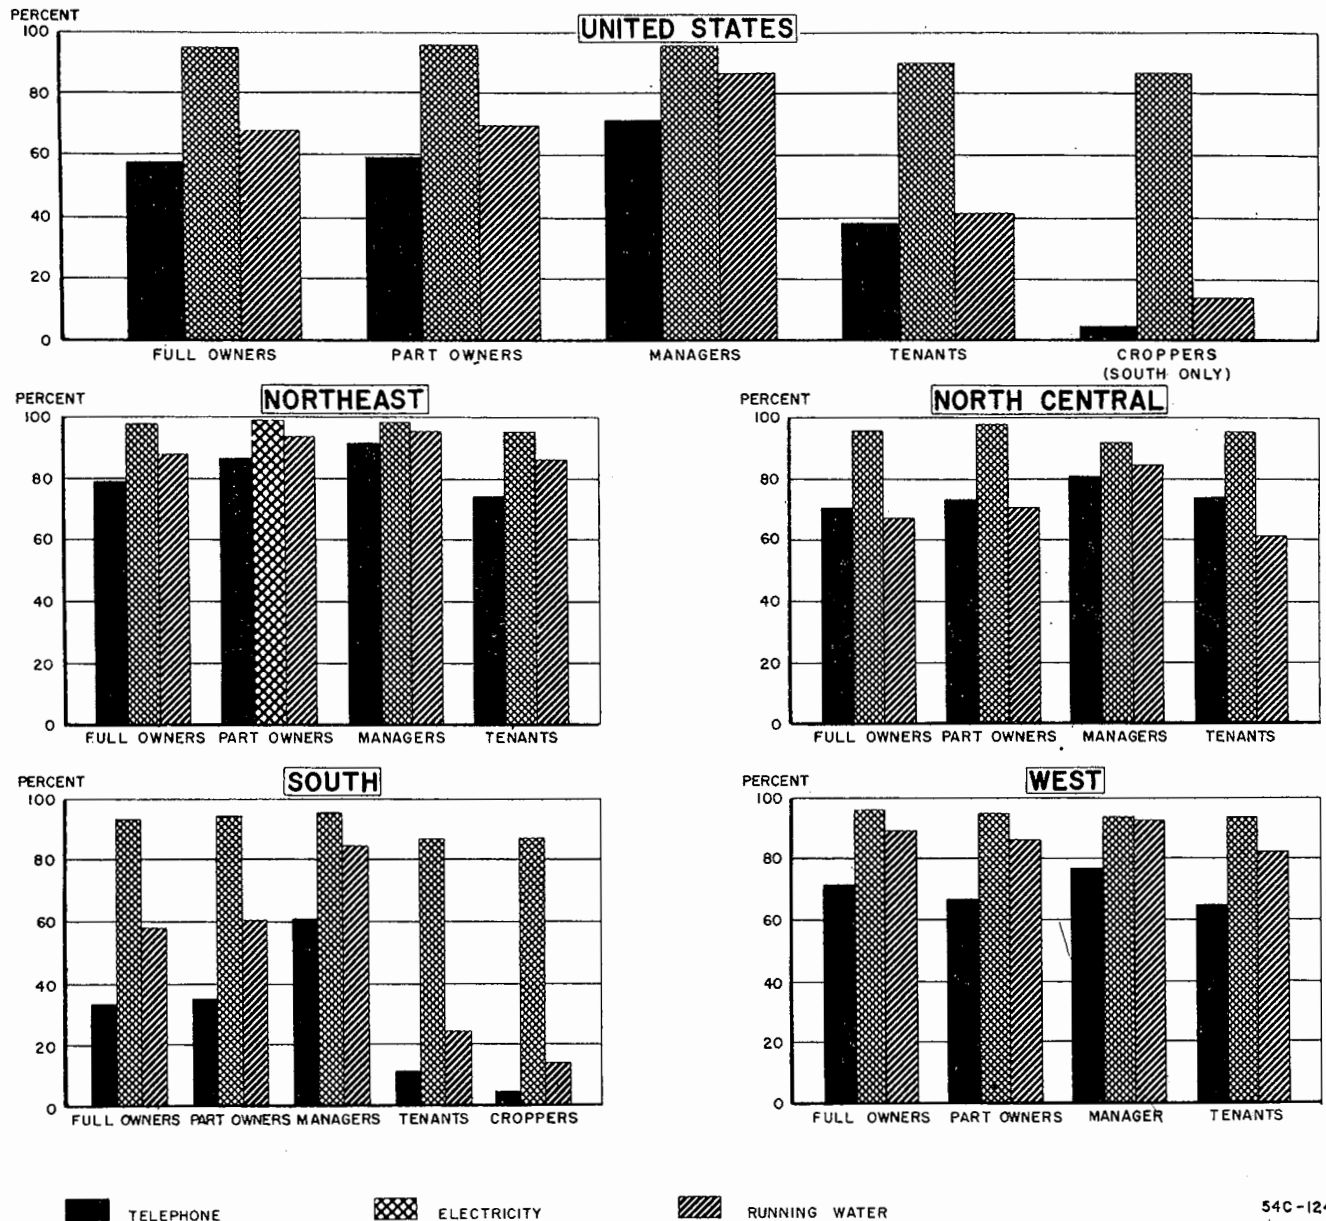 PERCENT
UNITED STATES
100
80
60
40
20
0
FULL OWNERS PART OWNERS MANAGERS TENANTS CROPPERS
(SOUTH ONLY)
PERCENT
NORTHEAST
100
80
60
40
20
0
FULL OWNERS PART OWNERS MANAGERS TENANTS
PERCENT
NORTH CENTRAL
100
80
60
40
20
0
FULL OWNERS PART OWNERS MANAGERS TENANTS
PERCENT
SOUTH
100
80
60
40
20
0
FULL OWNERS PART OWNERS MANAGERS TENANTS CROPPERS
PERCENT
WEST
100
80
60
40
20
0
FULL OWNERS PART OWNERS MANAGER TENANTS
TELEPHONE ELECTRICITY RUNNING WATER
54C-124